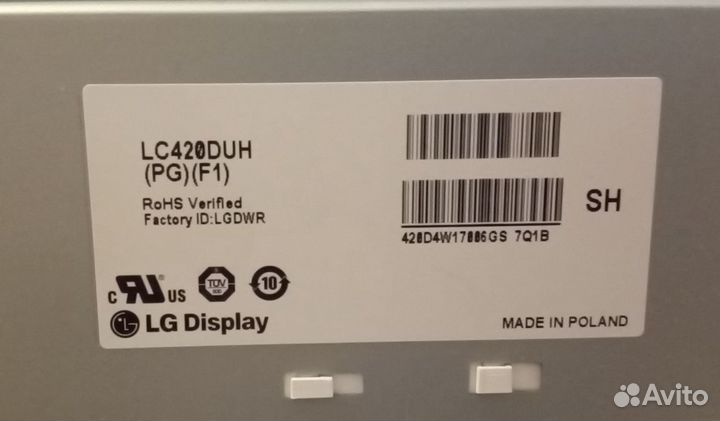 LC420DUH
(PG)(F1)
RoHS Verified
Factory ID:LGDWR
420D4W17006GS 7Q1B
SH
c RU US
TÜV
10
LG Display
MADE IN POLAND
Avito